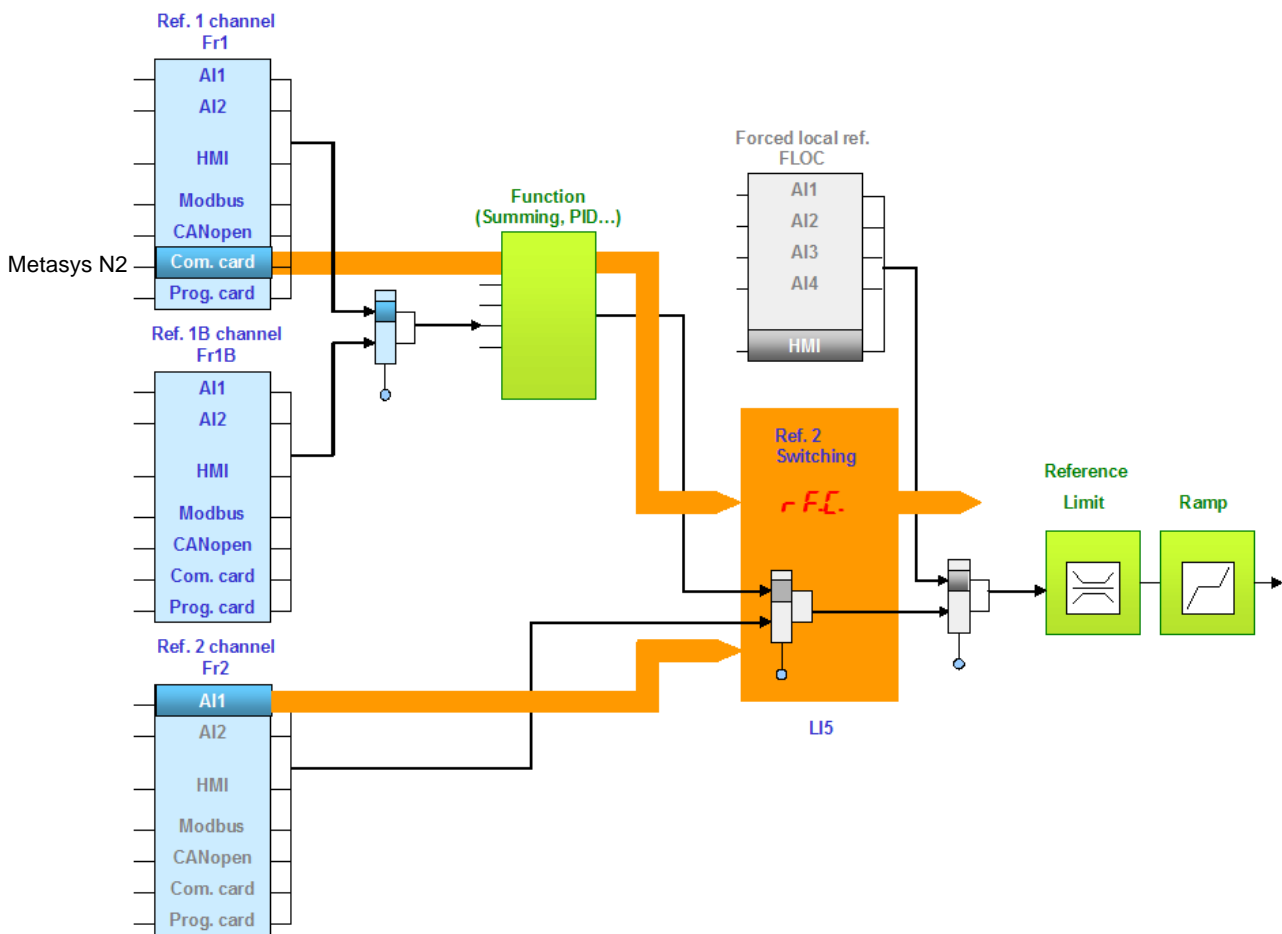 Ref. 1 channel
Fr1
AI1
AI2
HMI
Modbus
CANopen
Metasys N2
Com. card
Prog. card
Ref. 1B channel
Fr1B
AI1
AI2
HMI
Modbus
CANopen
Com. card
Prog. card
Ref. 2 channel
Fr2
AI1
AI2
HMI
Modbus
CANopen
Com. card
Prog. card
Function
(Summing, PID...)
Forced local ref.
FLOC
AI1
AI2
AI3
AI4
HMI
Ref. 2
Switching
rF.C.
LI5
Reference
Limit
Ramp